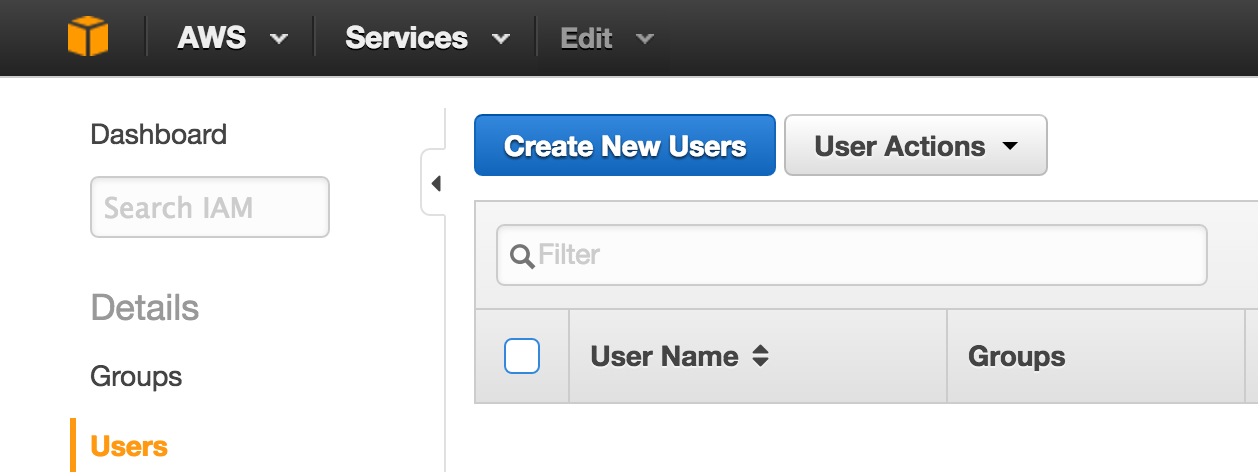 AWS Services Edit
Dashboard
Search IAM
Details
Groups
Users
Create New Users User Actions
Filter
User Name Groups